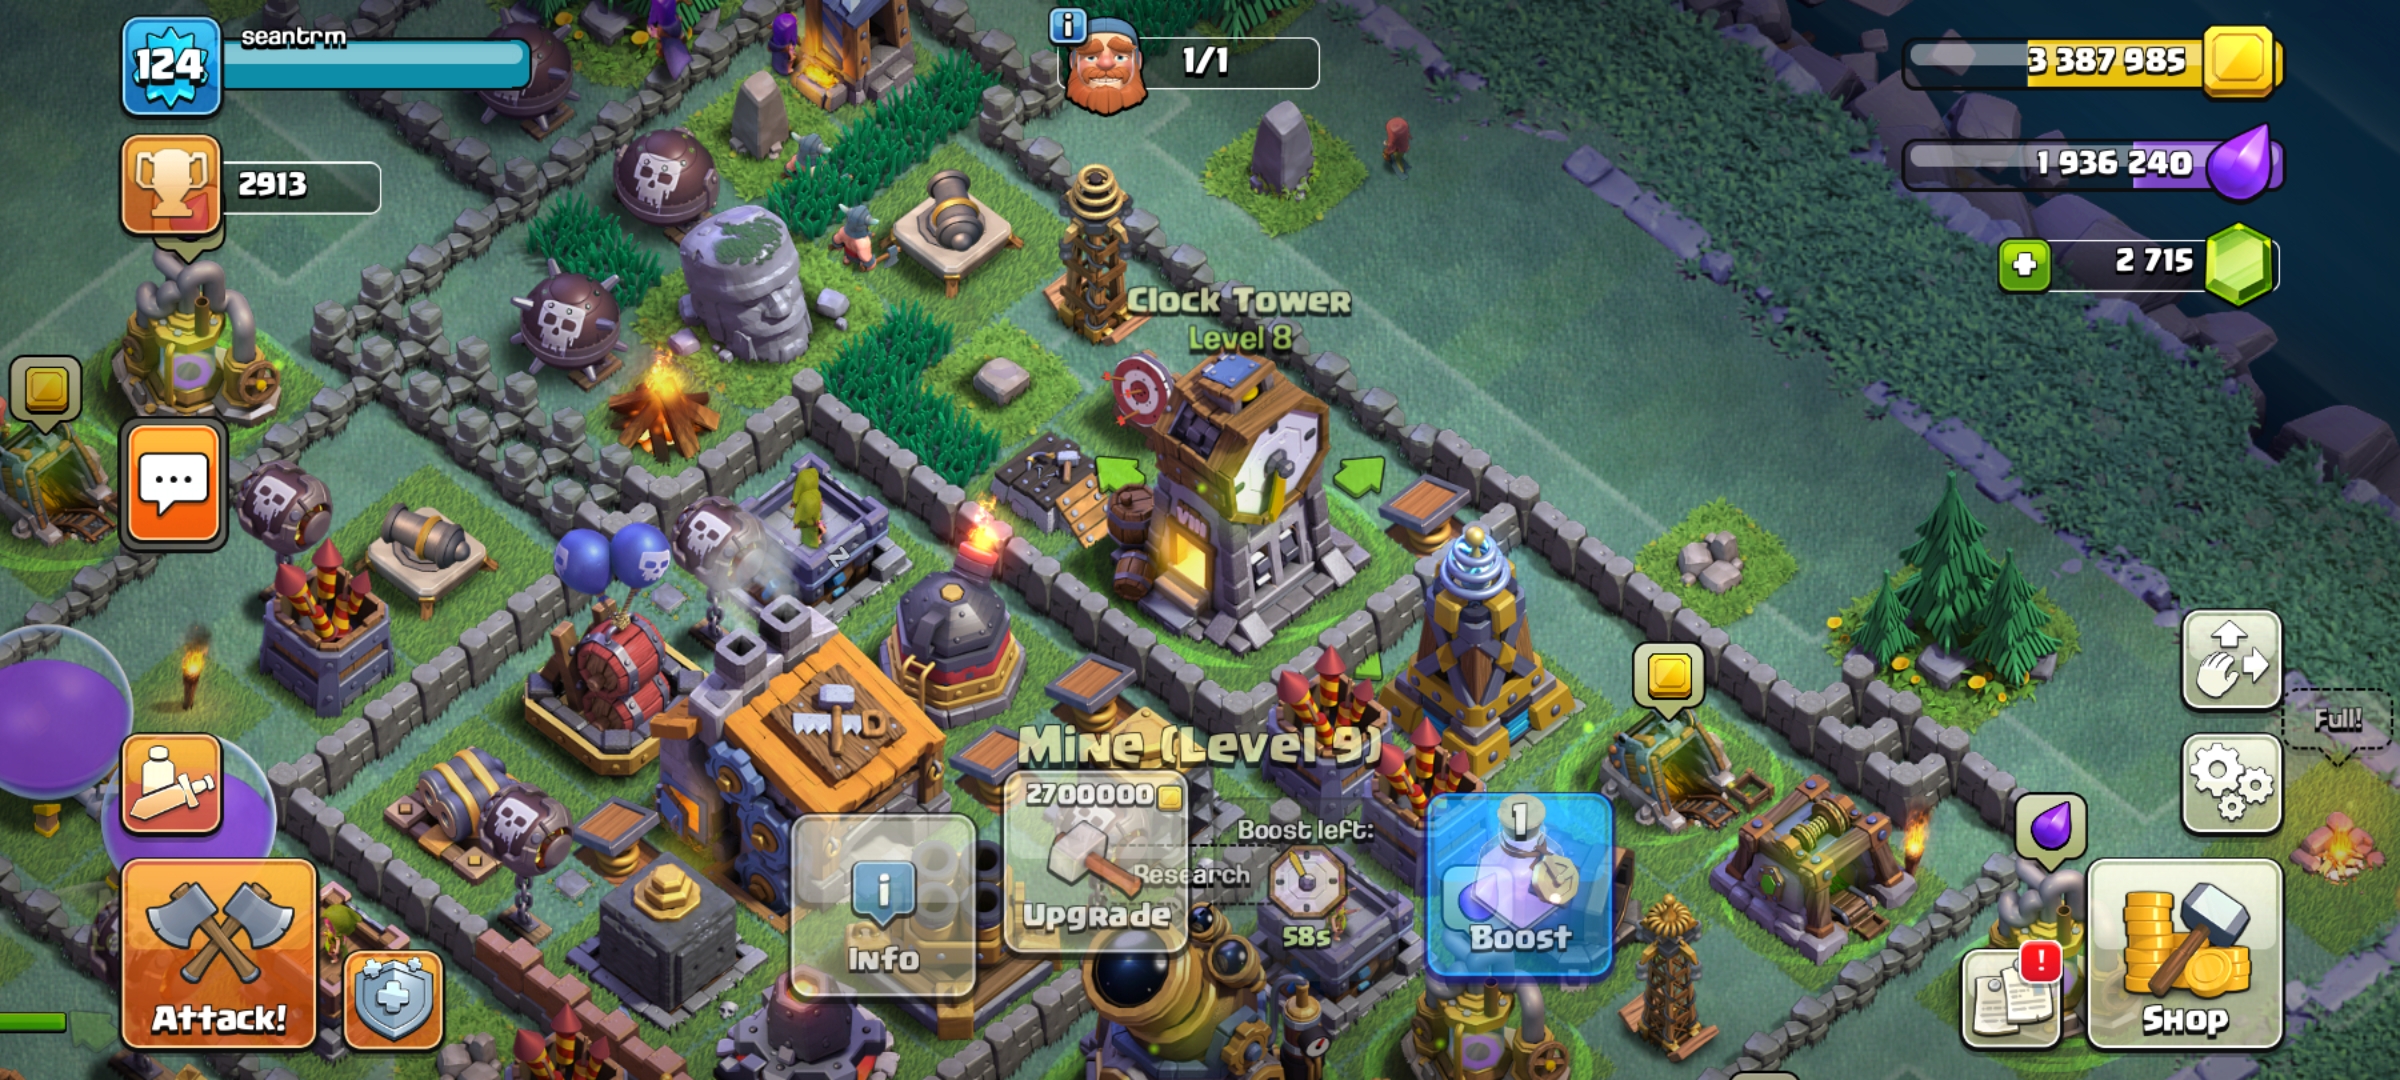 124
seantrm
1/1
3 387 985
2913
1 936 240
2 715
Clock Tower
Level 8
VIII
Z
Full!
Mine (Level 9)
2700000
Boost left:
1
Research
Upgrade
58s
Boost
Info
Attack!
!
Shop